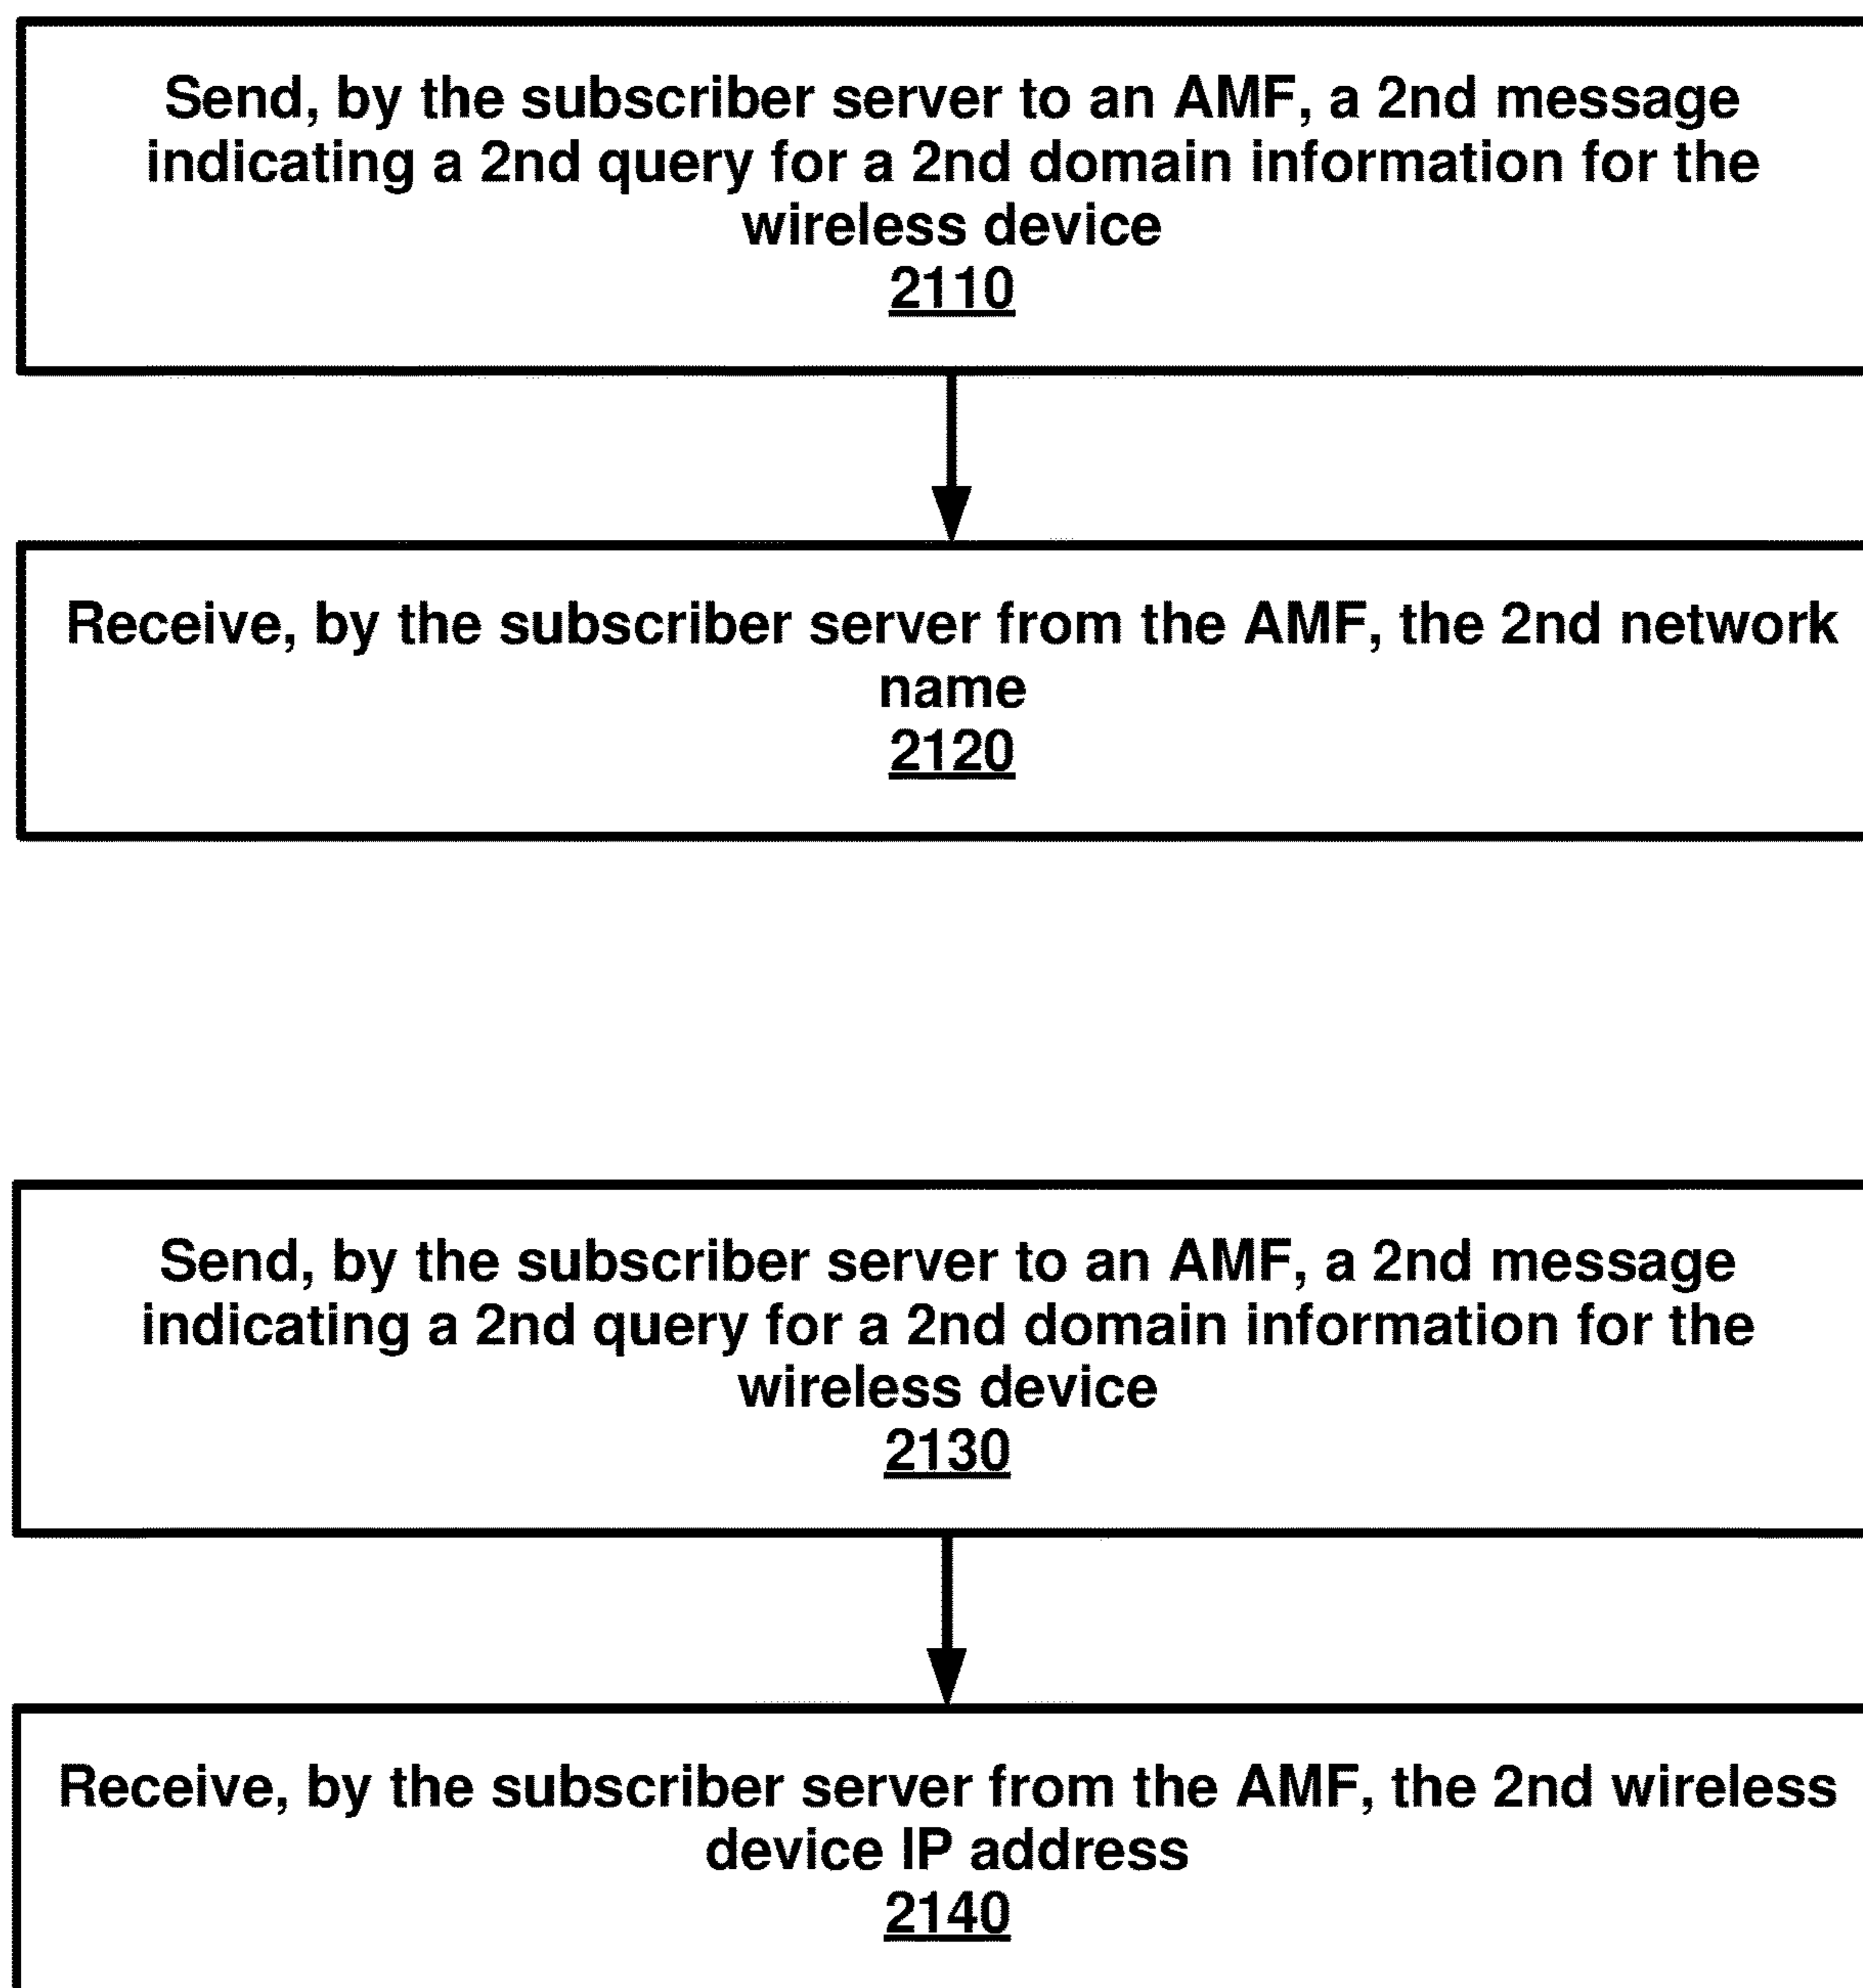 Send, by the subscriber server to an AMF, a 2nd message
indicating a 2nd query for a 2nd domain information for the
wireless device
2110
Receive, by the subscriber server from the AMF, the 2nd network
name
2120
Send, by the subscriber server to an AMF, a 2nd message
indicating a 2nd query for a 2nd domain information for the
wireless device
2130
Receive, by the subscriber server from the AMF, the 2nd wireless
device IP address
2140